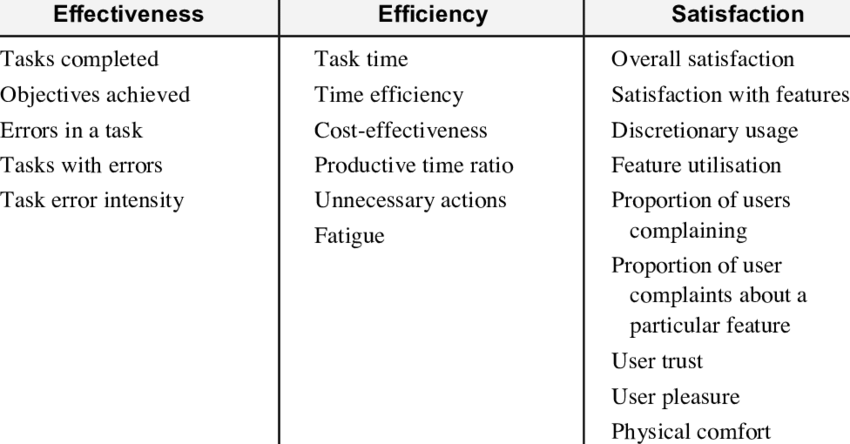 Effectiveness
Efficiency
Satisfaction
Tasks completed
Objectives achieved
Errors in a task
Tasks with errors
Task error intensity
Task time
Time efficiency
Cost-effectiveness
Productive time ratio
Unnecessary actions
Fatigue
Overall satisfaction
Satisfaction with features
Discretionary usage
Feature utilisation
Proportion of users
complaining
Proportion of user
complaints about a
particular feature
User trust
User pleasure
Physical comfort